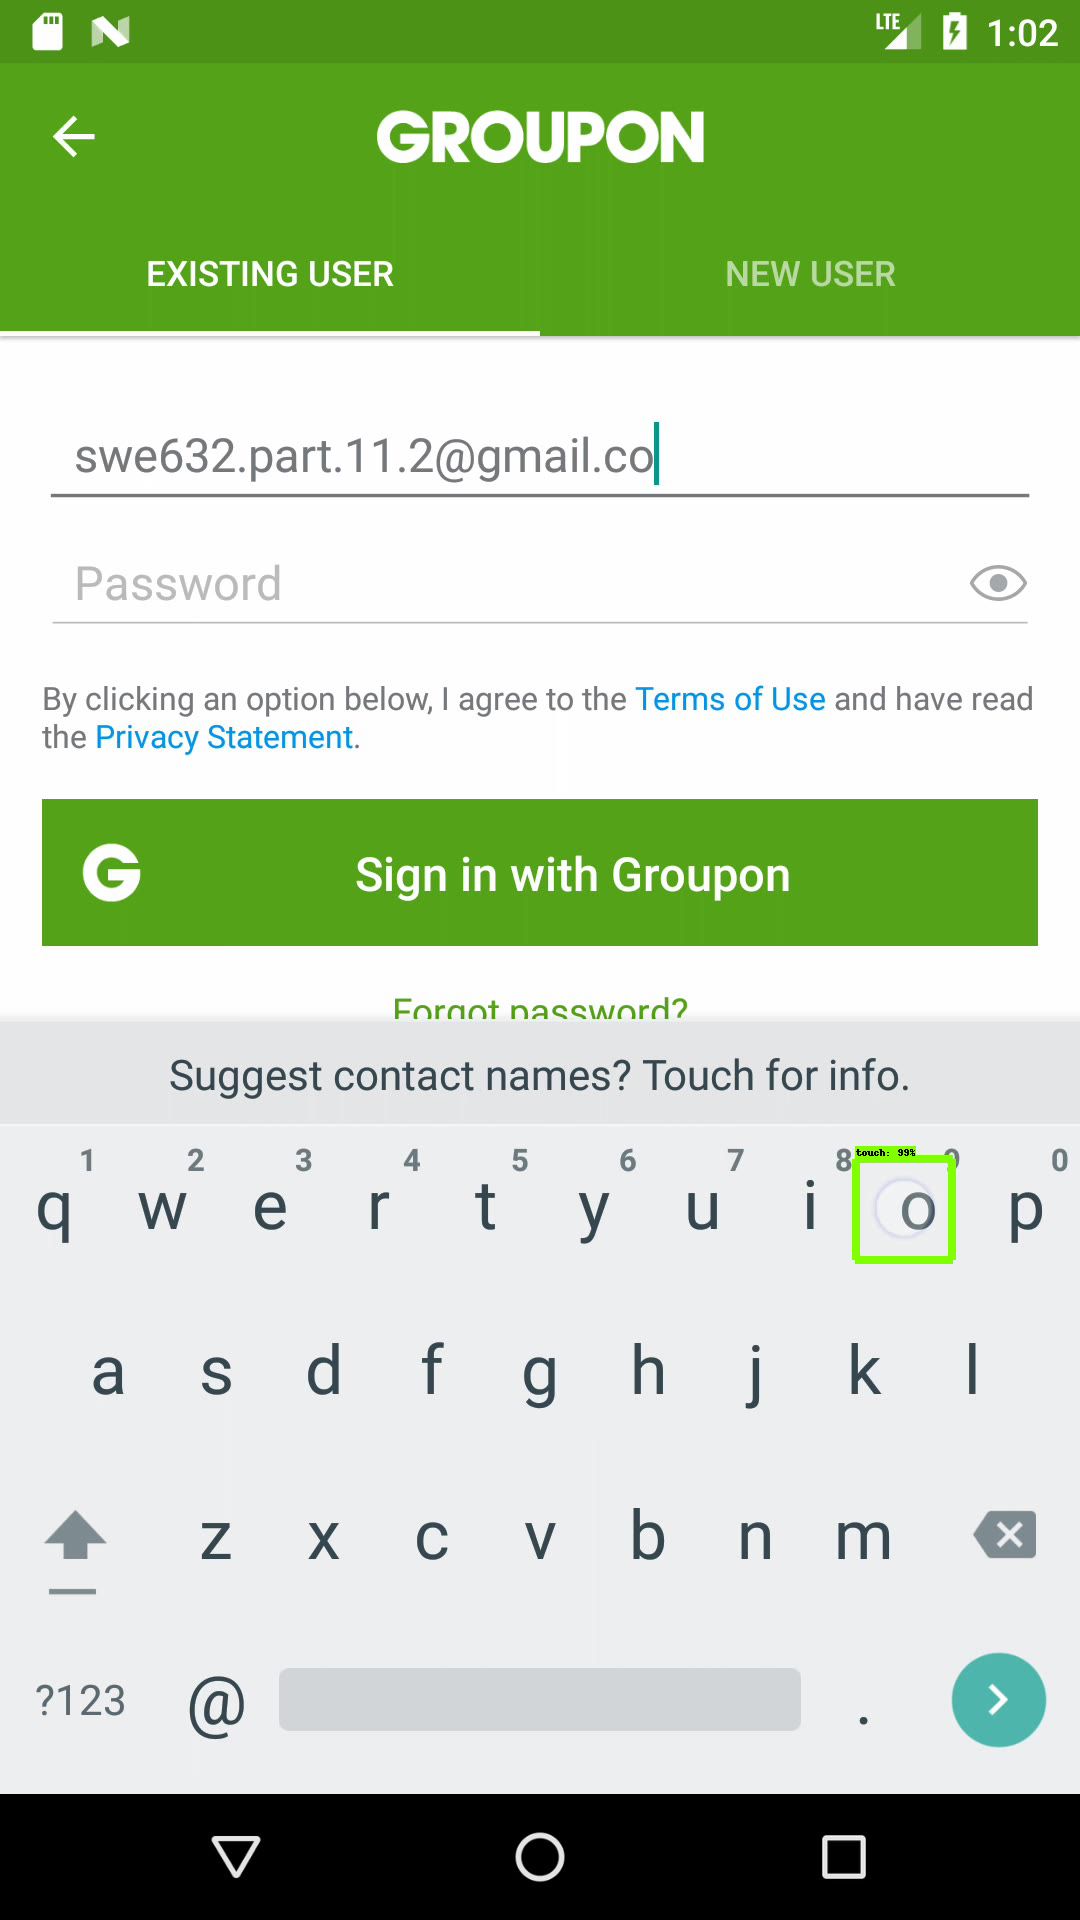 LTE 1:02
GROUPON
EXISTING USER NEW USER
swe632.part.11.2@gmail.co
Password
By clicking an option below, I agree to the Terms of Use and have read
the Privacy Statement.
G Sign in with Groupon
Forgot password?
Suggest contact names? Touch for info.
touch: 99%
1 2 3 4 5 6 7 8 9 0
q w e r t y u i o p
a s d f g h j k l
z x c v b n m
?123 @ .